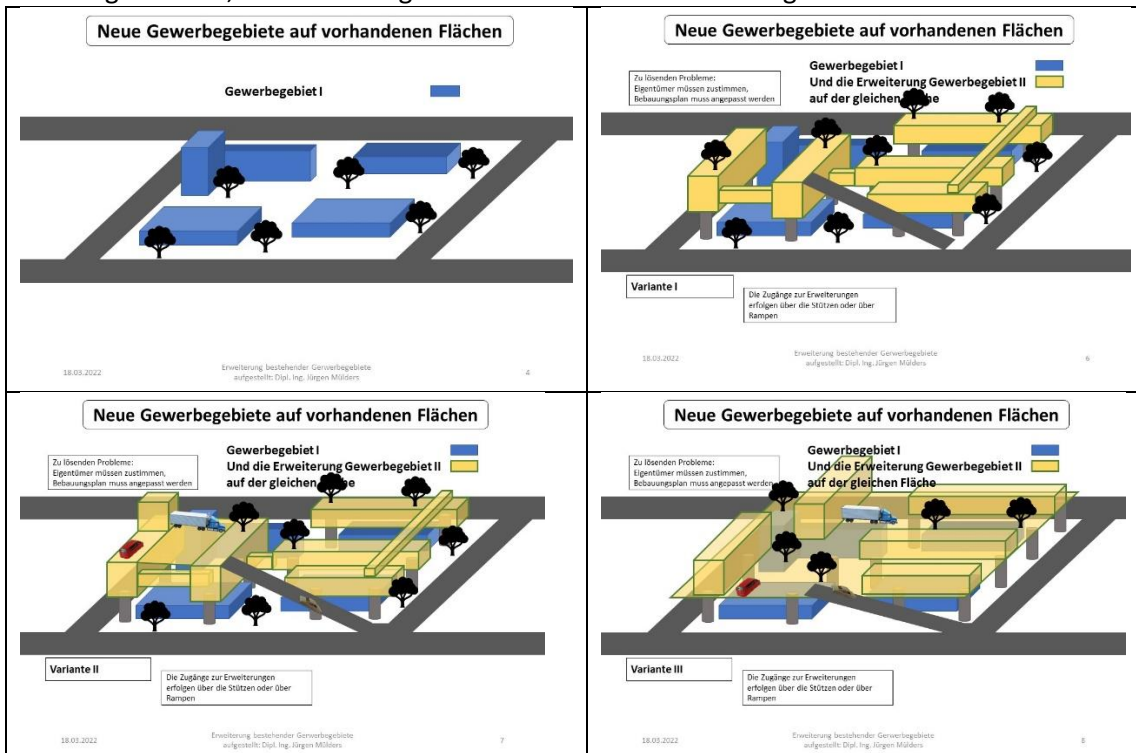 Neue Gewerbegebiete auf vorhandenen Flächen
Gewerbegebiet I
18.03.2022
Erweiterung bestehender Gerwerbegebiete
aufgestellt: Dipl. Ing. Jürgen Mülders
4
Neue Gewerbegebiete auf vorhandenen Flächen
Zu lösenden Probleme:
Eigentümer müssen zustimmen,
Bebauungsplan muss angepasst werden
Gewerbegebiet I
Und die Erweiterung Gewerbegebiet II
auf der gleichen Fläche
Variante I
Die Zugänge zur Erweiterungen
erfolgen über die Stützen oder über
Rampen
18.03.2022
Erweiterung bestehender Gerwerbegebiete
aufgestellt: Dipl. Ing. Jürgen Mülders
6
Neue Gewerbegebiete auf vorhandenen Flächen
Zu lösenden Probleme:
Eigentümer müssen zustimmen,
Bebauungsplan muss angepasst werden
Gewerbegebiet I
Und die Erweiterung Gewerbegebiet II
auf der gleichen Fläche
Variante II
Die Zugänge zur Erweiterungen
erfolgen über die Stützen oder über
Rampen
18.03.2022
Erweiterung bestehender Gerwerbegebiete
aufgestellt: Dipl. Ing. Jürgen Mülders
7
Neue Gewerbegebiete auf vorhandenen Flächen
Zu lösenden Probleme:
Eigentümer müssen zustimmen,
Bebauungsplan muss angepasst werden
Gewerbegebiet I
Und die Erweiterung Gewerbegebiet II
auf der gleichen Fläche
Variante III
Die Zugänge zur Erweiterungen
erfolgen über die Stützen oder über
Rampen
18.03.2022
Erweiterung bestehender Gerwerbegebiete
aufgestellt: Dipl. Ing. Jürgen Mülders
8